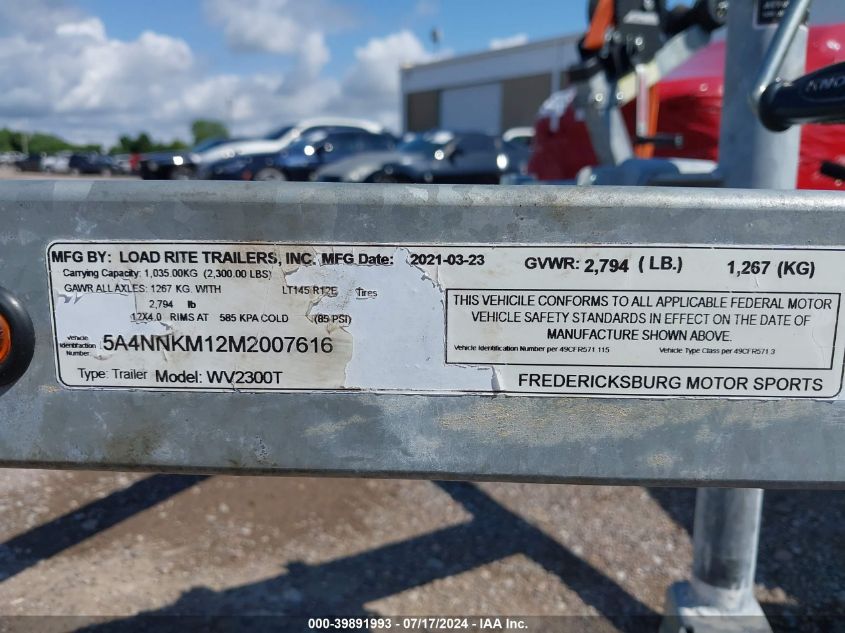 MFG BY: LOAD RITE TRAILERS, INC. MFG Date: 2021-03-23 GVWR: 2,794 ( LB.) 1,267 (KG)
Carrying Capacity: 1,035.00KG (2,300.00 LBS)
GAWR ALL AXLES: 1267 KG. WITH LT145 R12E Tires
2,794 lb
12X4.0 RIMS AT 585 KPA COLD (85 PSI)
Vehicle Identification Number 5A4NNKM12M2007616
Type: Trailer Model: WV2300T
THIS VEHICILE CONFORMS TO ALL APPLICABLE FEDERAL MOTOR
VEHICLE SAFETY STANDARDS IN EFFECT ON THE DATE OF
MANUFACTURE SHOWN ABOVE.
Vehicle Identification Number per 49CFR571.115 Vehicle Type Class per 49CFR571.3
FREDERICKSBURG MOTOR SPORTS
000-39891993 - 07/17/2024 - IAA Inc.